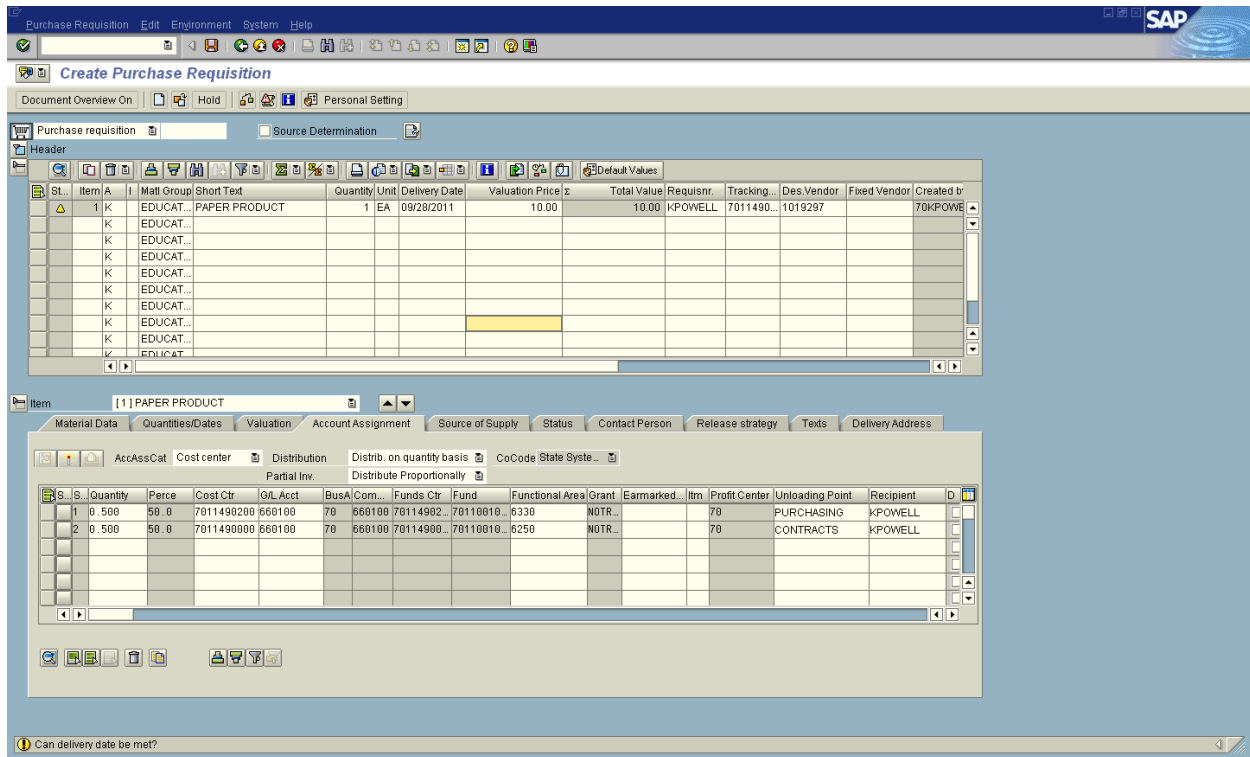 Purchase Requisition Edit Environment System Help
SAP
Create Purchase Requisition
Document Overview On Hold Personal Setting
Purchase requisition Source Determination
Header
Default Values
St... Item A I Matl Group Short Text Quantity Unit Delivery Date Valuation Price Σ Total Value Requisnr. Tracking... Des.Vendor Fixed Vendor Created b
1 K EDUCAT... PAPER PRODUCT 1 EA 09/28/2011 10.00 10.00 KPOWELL 7011490... 1019297 70KPOWE
K EDUCAT...
K EDUCAT...
K EDUCAT...
K EDUCAT...
K EDUCAT...
K EDUCAT...
K EDUCAT...
K EDUCAT...
K EDUCAT
Item [ 1 ] PAPER PRODUCT
Material Data Quantities/Dates Valuation Account Assignment Source of Supply Status Contact Person Release strategy Texts Delivery Address
AccAssCat Cost center Distribution Distrib. on quantity basis CoCode State Syste...
Partial Inv. Distribute Proportionally
S... S... Quantity Perce Cost Ctr G/L Acct BusA Com... Funds Ctr Fund Functional Area Grant Earmarked... Itm Profit Center Unloading Point Recipient D
1 0.500 50.0 7011490200 660100 70 660100 70114902... 70110010... 6330 NOTR... 70 PURCHASING KPOWELL
2 0.500 50.0 7011490000 660100 70 660100 70114900... 70110010... 6250 NOTR... 70 CONTRACTS KPOWELL
Can delivery date be met?